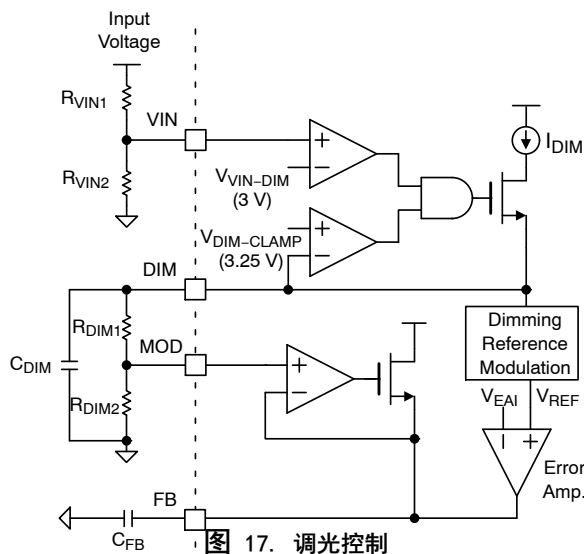 Input
Voltage
RVIN1
VIN
RVIN2
VVIN–DIM
(3 V)
IDIM
VDIM–CLAMP
(3.25 V)
DIM
RDIM1
MOD
CDIM
RDIM2
Dimming
Reference
Modulation
VEAI
VREF
Error
Amp.
FB
CFB
图 17. 调光控制